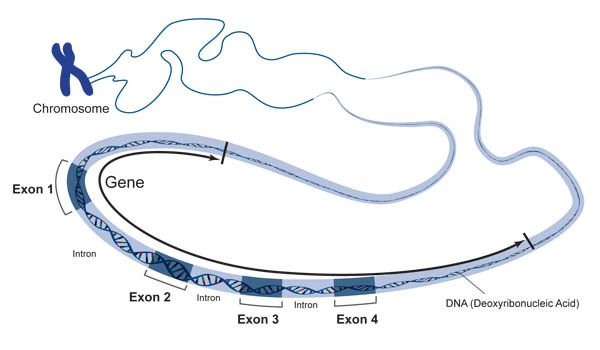 Chromosome
Exon 1
Gene
Intron
Exon 2
Intron
Exon 3
Intron
Exon 4
DNA (Deoxyribonucleic Acid)